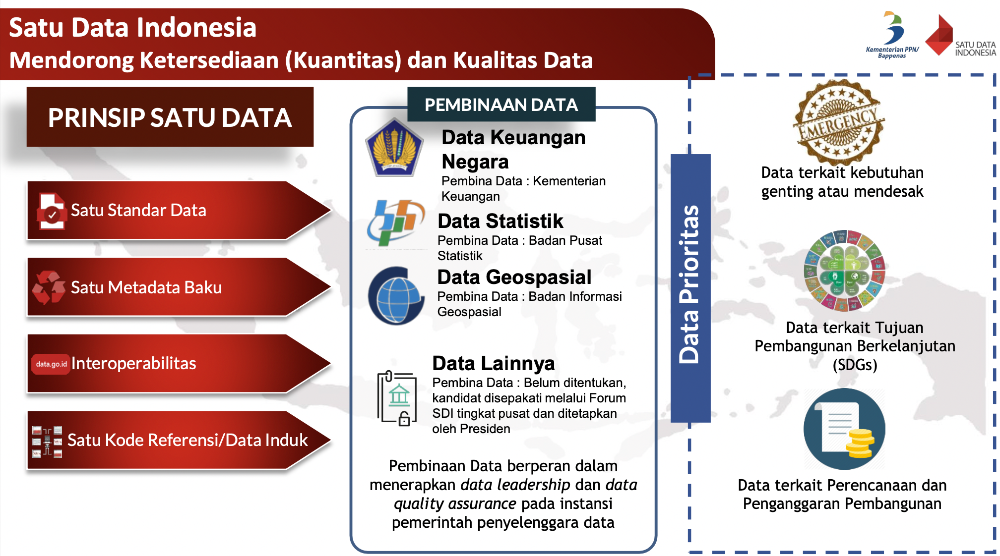 Satu Data Indonesia
Mendorong Ketersediaan (Kuantitas) dan Kualitas Data
Kementerian PPN/
Bappenas
SATU DATA
INDONESIA
PRINSIP SATU DATA
Satu Standar Data
Satu Metadata Baku
data.go.id
Interoperabilitas
Satu Kode Referensi/Data Induk
PEMBINAAN DATA
Data Keuangan
Negara
Pembina Data : Kementerian
Keuangan
Data Statistik
Pembina Data : Badan Pusat
Statistik
Data Geospasial
Pembina Data : Badan Informasi
Geospasial
Data Lainnya
Pembina Data : Belum ditentukan,
kandidat disepakati melalui Forum
SDI tingkat pusat dan ditetapkan
oleh Presiden
Pembinaan Data berperan dalam
menerapkan data leadership dan data
quality assurance pada instansi
pemerintah penyelenggara data
Data Prioritas
EMERGENCY
Data terkait kebutuhan
genting atau mendesak
Data terkait Tujuan
Pembangunan Berkelanjutan
(SDGs)
Data terkait Perencanaan dan
Penganggaran Pembangunan